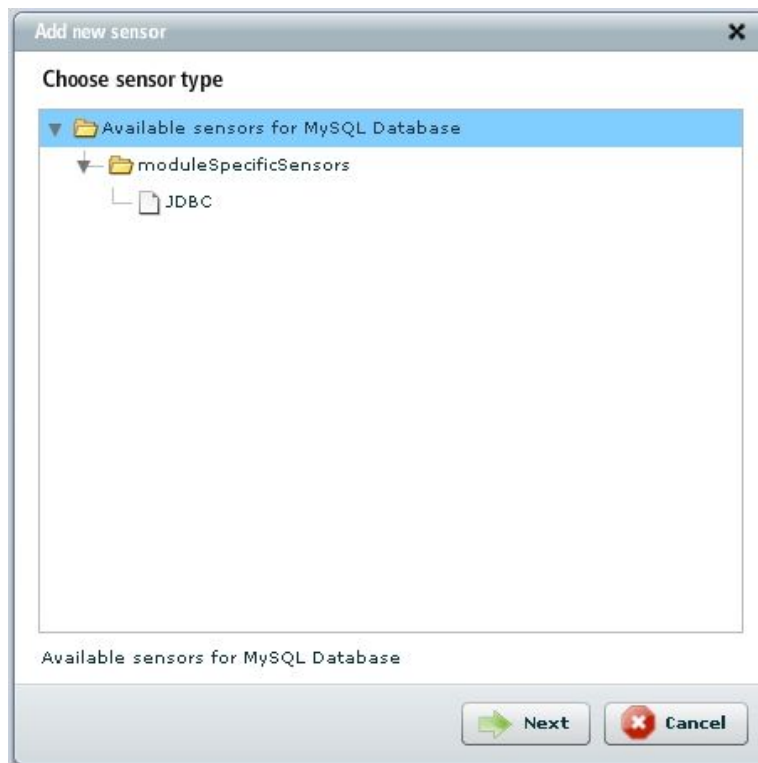 Add new sensor
Choose sensor type
Available sensors for MySQL Database
moduleSpecificSensors
JDBC
Available sensors for MySQL Database
Next
Cancel